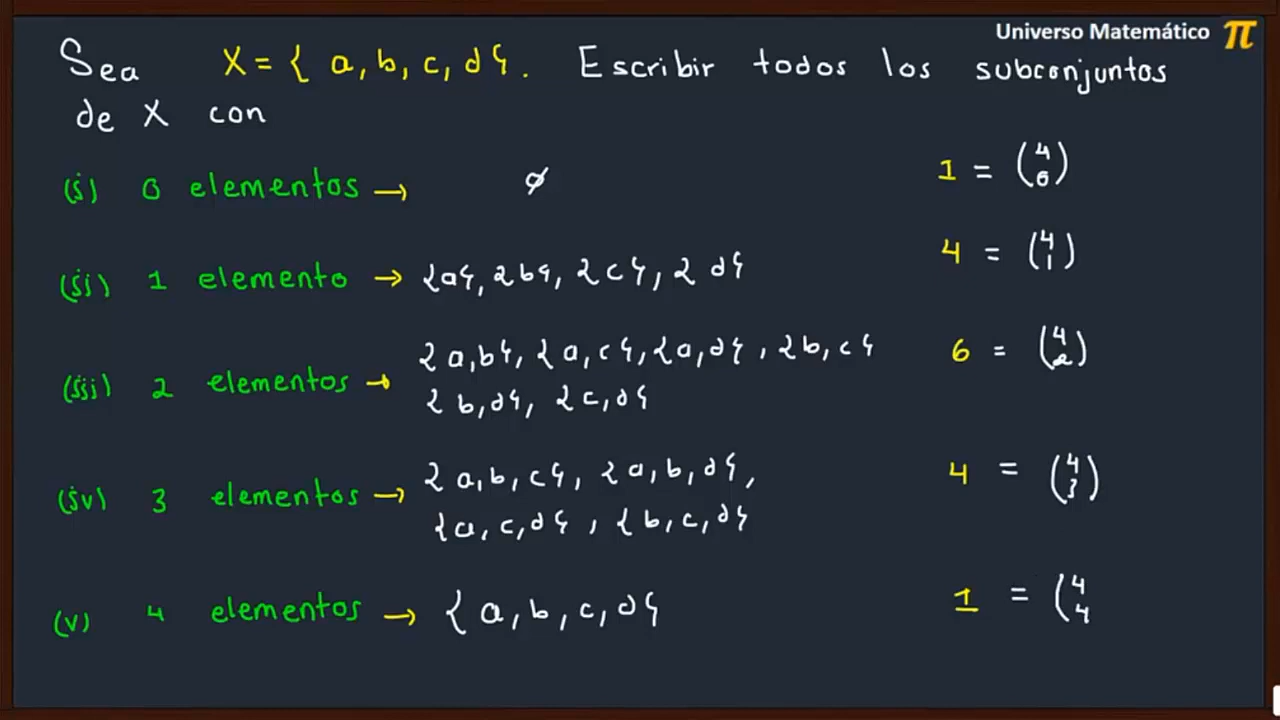 Universo Matemático π
Sea X = { a, b, c, d }. Escribir todos los subconjuntos
de X con
(i) 0 elementos → ∅ 1 = (4 0)
(ii) 1 elemento → {a}, {b}, {c}, {d} 4 = (4 1)
(iii) 2 elementos → {a,b}, {a,c}, {a,d}, {b,c} 6 = (4 2)
{b,d}, {c,d}
(iv) 3 elementos → {a,b,c}, {a,b,d}, 4 = (4 3)
{a,c,d}, {b,c,d}
(v) 4 elementos → {a,b,c,d} 1 = (4 4